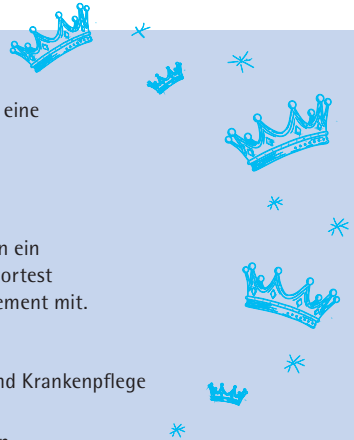 eine
n ein
ortest
ement mit.
nd Krankenpflege